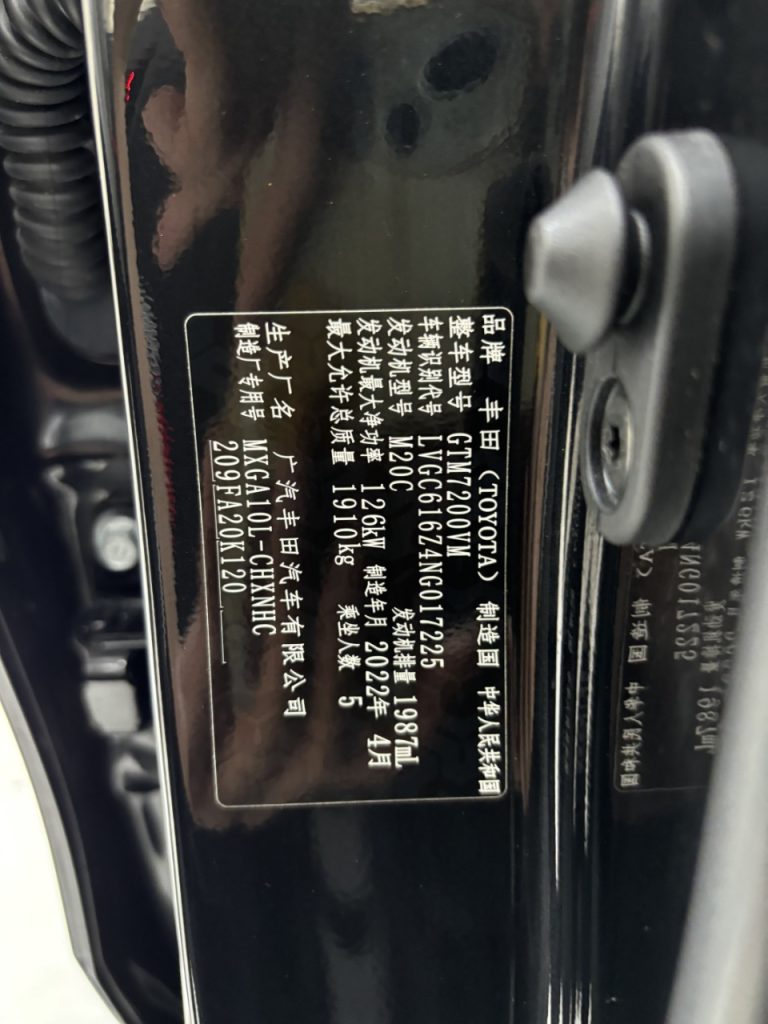 品牌 丰田（TOYOTA） 制造国 中华人民共和国
整车型号 GTM7200VM
车辆识别代号 LVGC616Z4NG017225
发动机型号 M20C 发动机排量 1987mL
发动机最大净功率 126kW 制造年月 2022年 4月
最大允许总质量 1910kg 乘坐人数 5
生产厂名 广汽丰田汽车有限公司
制造厂专用号 MXGA10L-CHXNHC
209FA20K120